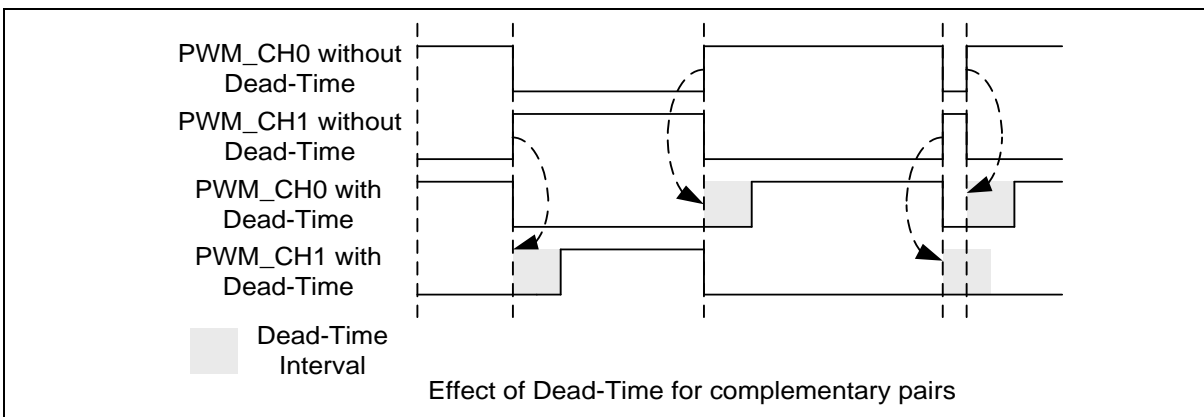 PWM_CH0 without
Dead-Time
PWM_CH1 without
Dead-Time
PWM_CH0 with
Dead-Time
PWM_CH1 with
Dead-Time
Dead-Time
Interval
Effect of Dead-Time for complementary pairs